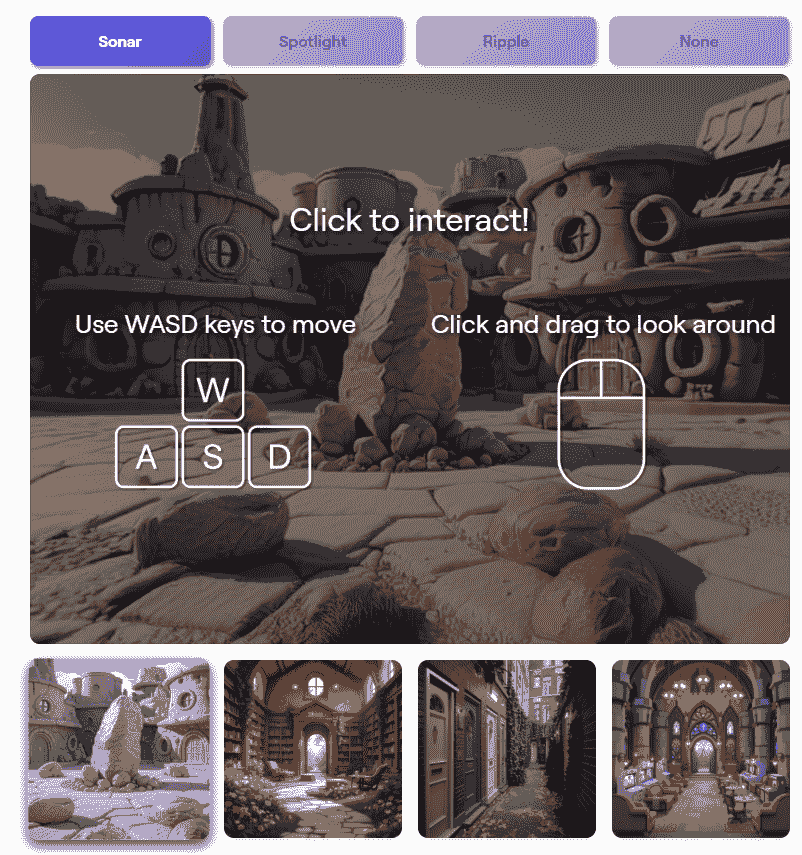 Sonar
Spotlight
Ripple
None
Click to interact!
Use WASD keys to move
Click and drag to look around
W
A S D